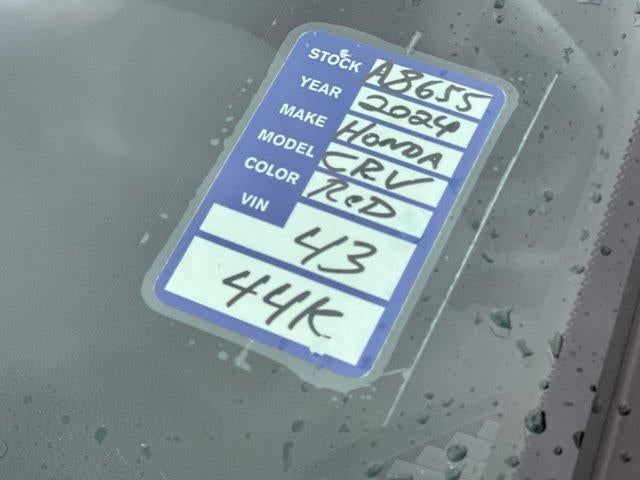 STOCK A8655
YEAR 2024
MAKE HONDA
MODEL CRV
COLOR ReD
VIN 43
44K